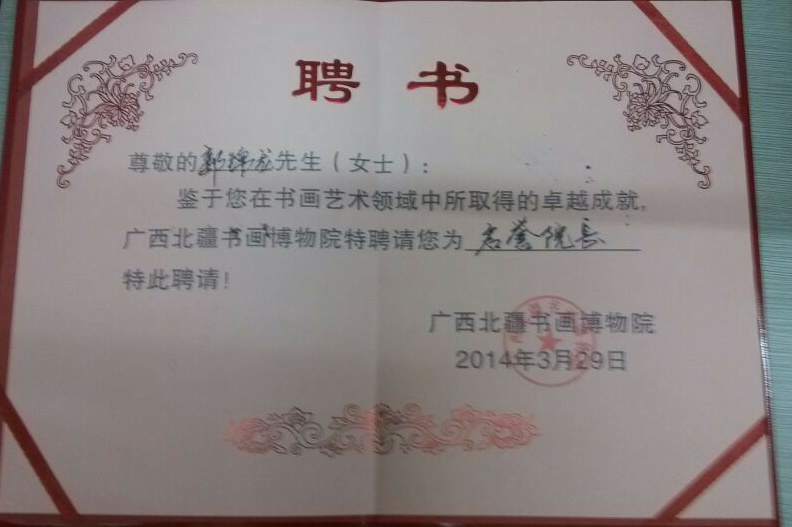 聘书
尊敬的郭锦龙先生（女士）：
鉴于您在书画艺术领域中所取得的卓越成就，
广西北疆书画博物院特聘请您为 名誉院长
特此聘请！
广西北疆书画博物院
2014年3月29日